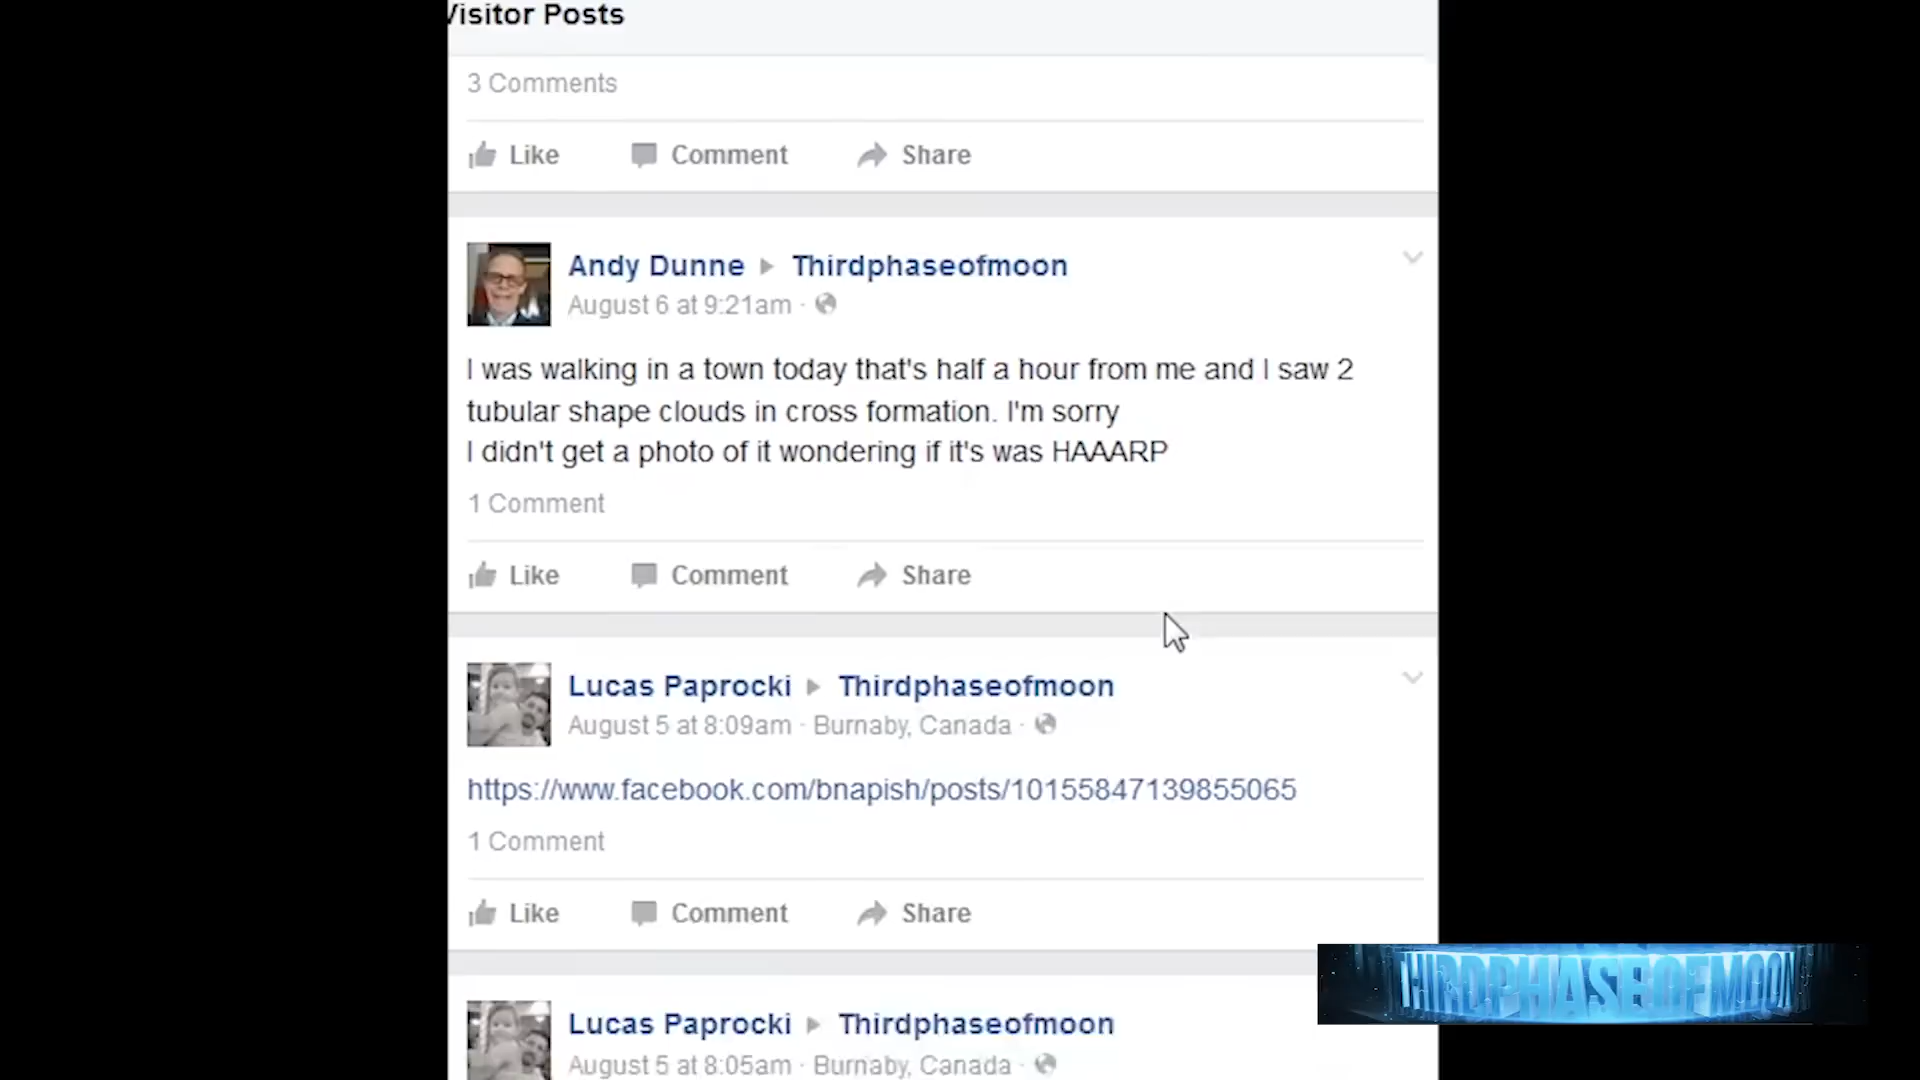 Visitor Posts
3 Comments
Like Comment Share
Andy Dunne Thirdphaseofmoon
August 6 at 9:21am ·
I was walking in a town today that's half a hour from me and I saw 2
tubular shape clouds in cross formation. I'm sorry
I didn't get a photo of it wondering if it's was HAAARP
1 Comment
Like Comment Share
Lucas Paprocki Thirdphaseofmoon
August 5 at 8:09am · Burnaby, Canada ·
https://www.facebook.com/bnapish/posts/10155847139855065
1 Comment
Like Comment Share
THIRDPHASEOFMOON
Lucas Paprocki Thirdphaseofmoon
August 5 at 8:05am · Burnaby, Canada ·